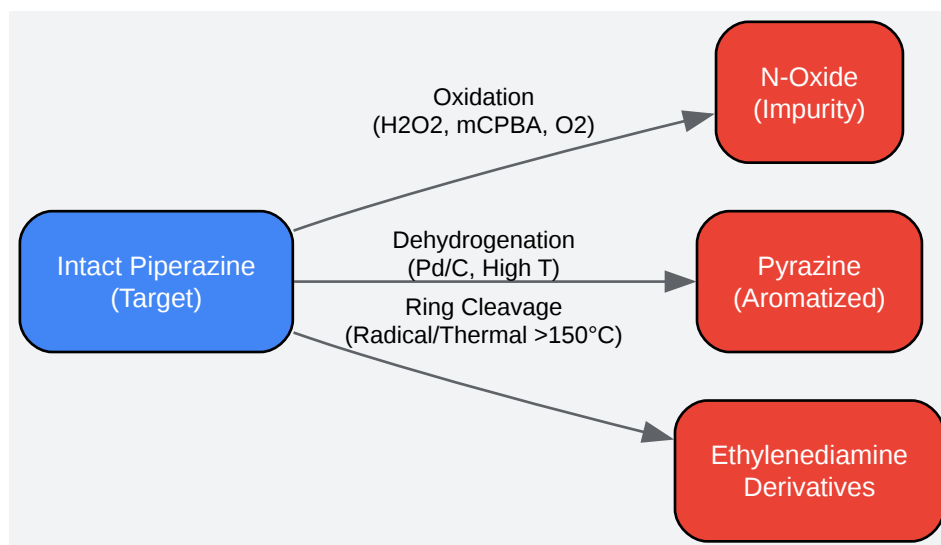 N-Oxide
(Impurity)
Oxidation
(H2O2, mCPBA, O2)
Intact Piperazine
(Target)
Dehydrogenation
(Pd/C, High T)
Pyrazine
(Aromatized)
Ring Cleavage
(Radical/Thermal >150°C)
Ethylenediamine
Derivatives